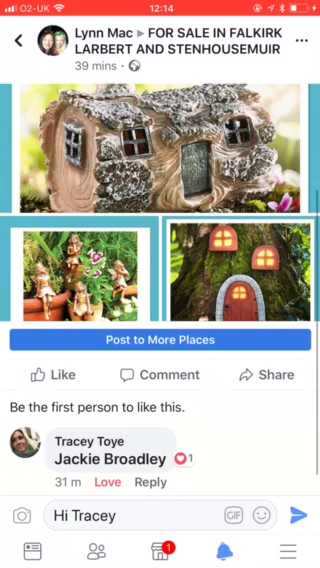 O2-UK 12:14
Lynn Mac ▶ FOR SALE IN FALKIRK
LARBERT AND STENHOUSEMUIR
39 mins ·
Post to More Places
Like Comment Share
Be the first person to like this.
Tracey Toye
Jackie Broadley 1
31 m Love Reply
Hi Tracey GIF
1